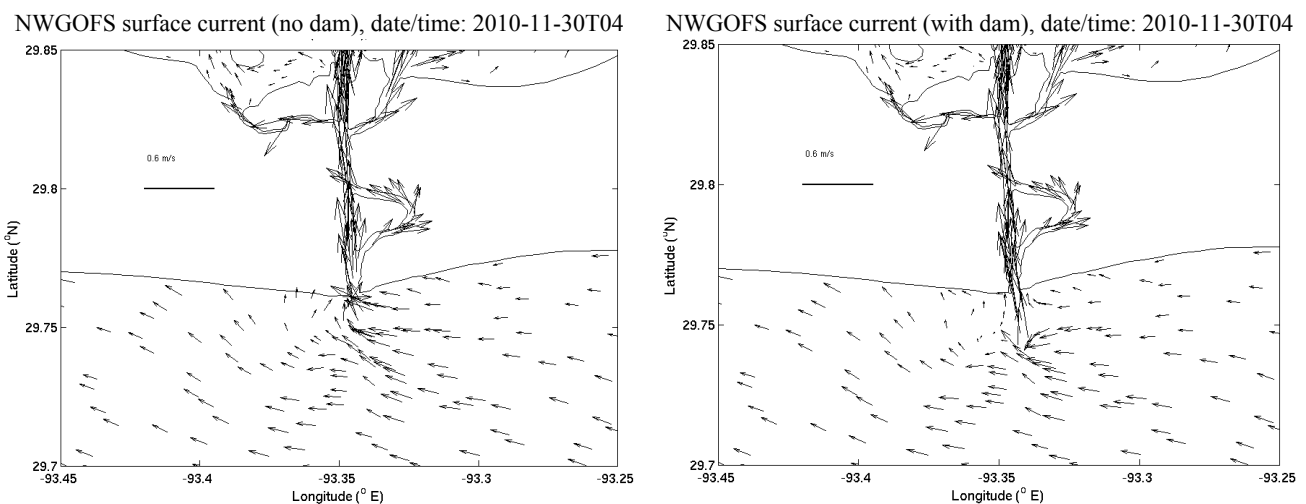 NWGOFS surface current (no dam), date/time: 2010-11-30T04
29.85
29.8
29.75
29.7
Latitude (°N)
0.6 m/s
-93.45
-93.4
-93.35
-93.3
-93.25
Longitude (° E)
NWGOFS surface current (with dam), date/time: 2010-11-30T04
29.85
29.8
29.75
29.7
Latitude (°N)
0.6 m/s
-93.45
-93.4
-93.35
-93.3
-93.25
Longitude (° E)